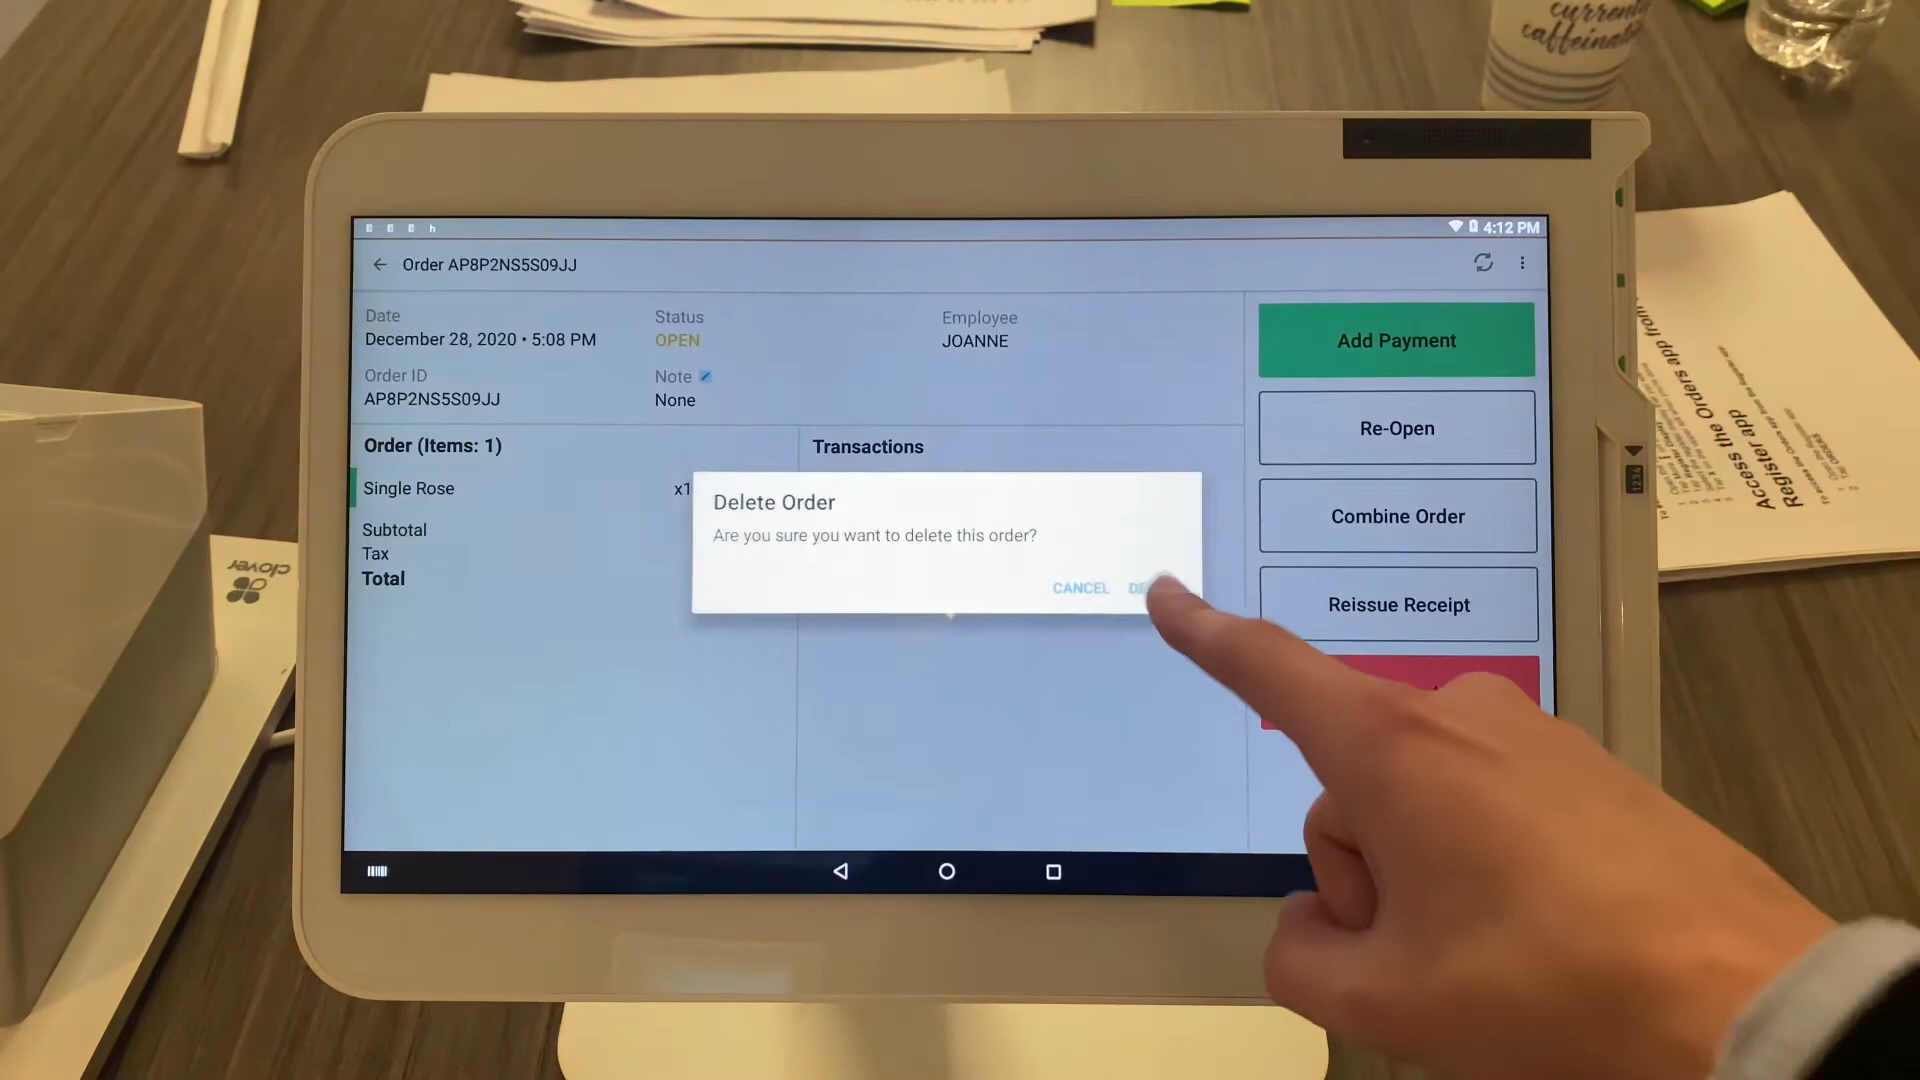 currently
4:12 PM
Order AP8P2NS5S09JJ
Date
December 28, 2020 • 5:08 PM
Status
OPEN
Employee
JOANNE
Order ID
AP8P2NS5S09JJ
Note
None
Add Payment
Re-Open
Combine Order
Reissue Receipt
Order (Items: 1)
Transactions
Single Rose x1
Subtotal
Tax
Total
Delete Order
Are you sure you want to delete this order?
CANCEL
clover
Access the Orders app from
Register app